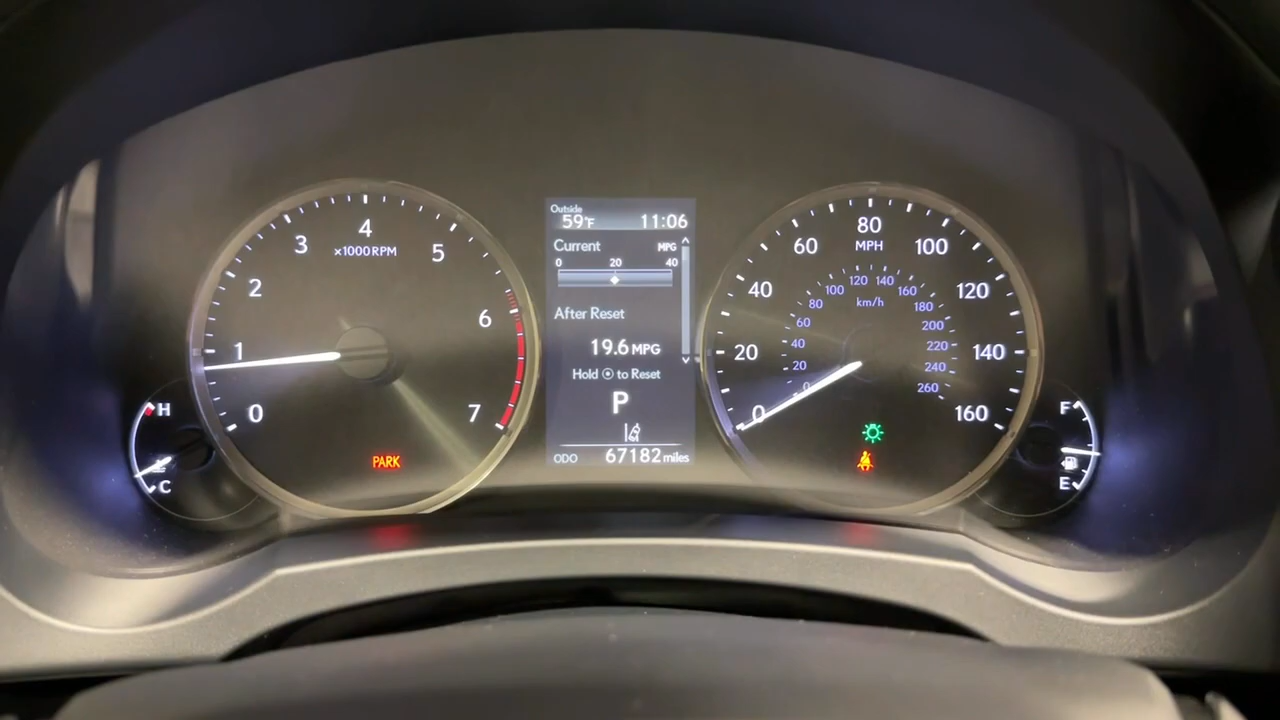 0
1
2
3
4
5
6
7
×1000RPM
PARK
H
C
Outside
59°F 11:06
Current MPG
0 20 40
After Reset
19.6 MPG
Hold ⦿ to Reset
P
ODO 67182 miles
0
20
40
60
80
100
120
140
160
MPH
0
20
40
60
80
100
120
140
160
180
200
220
240
260
km/h
F
E